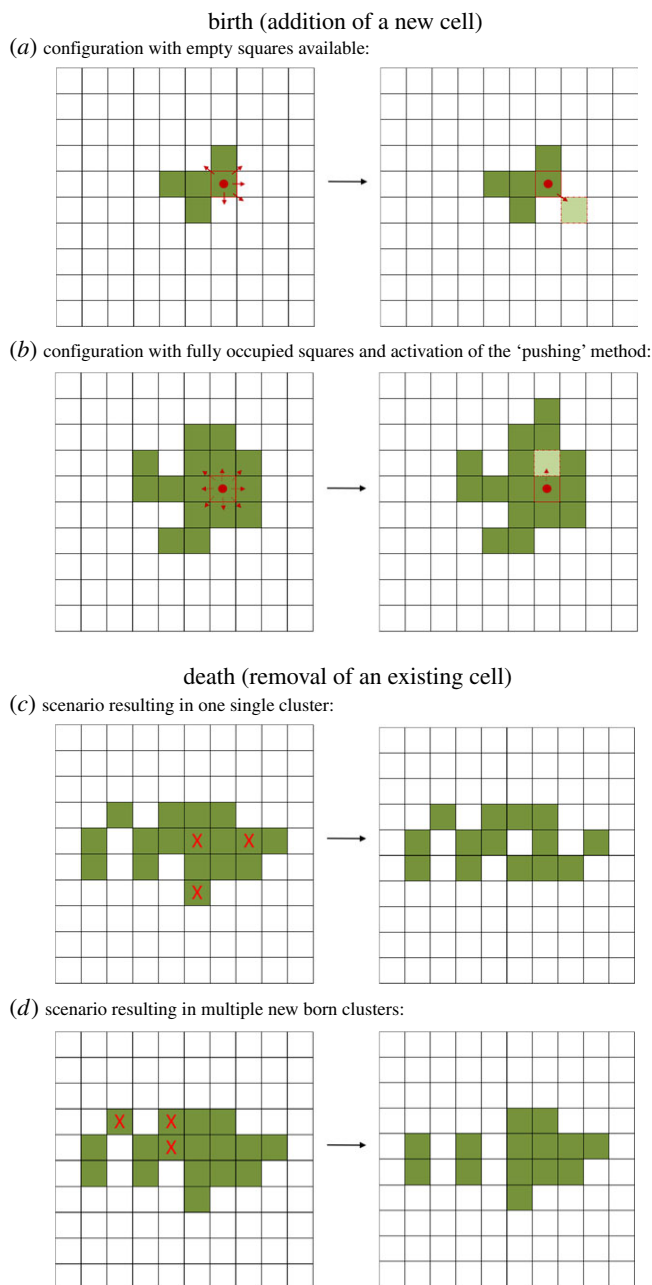 birth (addition of a new cell)
(a) configuration with empty squares available:
(b) configuration with fully occupied squares and activation of the ‘pushing’ method:
death (removal of an existing cell)
(c) scenario resulting in one single cluster:
X X
X
(d) scenario resulting in multiple new born clusters:
X X
X